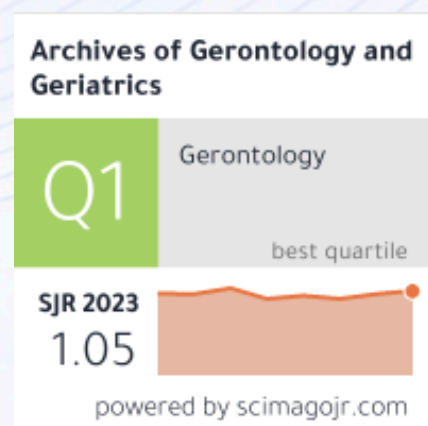 Archives of Gerontology and
Geriatrics
Q1
Gerontology
best quartile
SJR 2023
1.05
powered by scimagojr.com